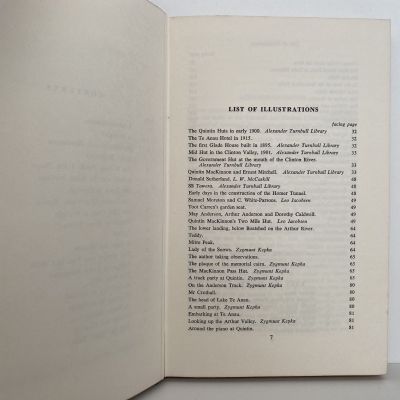 LIST OF ILLUSTRATIONS
facing page
The Quintin Huts in early 1900. Alexander Turnbull Library 32
The Te Anau Hotel in 1915. 32
The first Glade House built in 1895. Alexander Turnbull Library 33
Mid Hut in the Clinton Valley, 1901. Alexander Turnbull Library 33
The Government Hut at the mouth of the Clinton River.
Alexander Turnbull Library 33
Quintin MacKinnon and Ernest Mitchell. Alexander Turnbull Library 33
Donald Sutherland. L. W. McCaskill 48
SS Tawera. Alexander Turnbull Library 48
Early days in the construction of the Homer Tunnel. 48
Samuel Moreton and C. White-Parsons. Leo Jacobsen 49
Toot Carran's garden seat. 49
May Anderson, Arthur Anderson and Dorothy Caldwell. 49
Quintin MacKinnon's Two Mile Hut. Leo Jacobsen 49
The lower landing, below Boatshed on the Arthur River. 64
Teddy. 64
Mitre Peak. 64
Lady of the Snows. Zygmunt Kepka 65
The author taking observations. 65
The plaque of the memorial cairn. Zygmunt Kepka 65
The MacKinnon Pass Hut. Zygmunt Kepka 65
A track party at Quintin. Zygmunt Kepka 65
On the Anderson Track. Zygmunt Kepka 80
Mr Crothall. 80
The head of Lake Te Anau. 80
A small party. Zygmunt Kepka 80
Embarking at Te Anau. 81
Looking up the Arthur Valley. Zygmunt Kepka 81
Around the piano at Quintin. 81
7